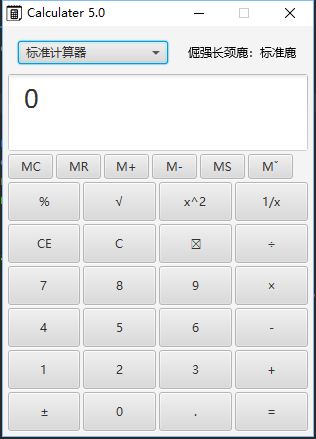 Calculater 5.0
标准计算器 倔强长颈鹿：标准鹿
0
MC MR M+ M- MS Mˇ
% √ x^2 1/x
CE C ÷
7 8 9 ×
4 5 6 -
1 2 3 +
± 0 . =